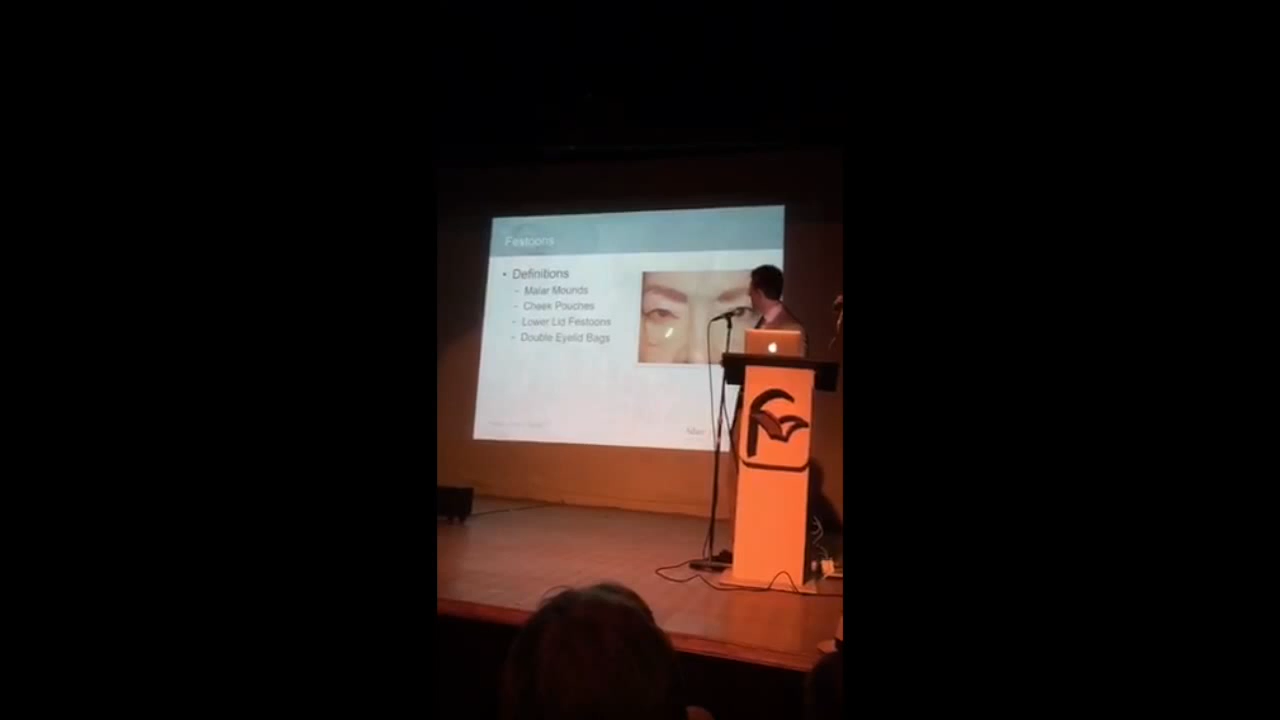 Festoons
• Definitions
- Malar Mounds
- Cheek Pouches
- Lower Lid Festoons
- Double Eyelid Bags